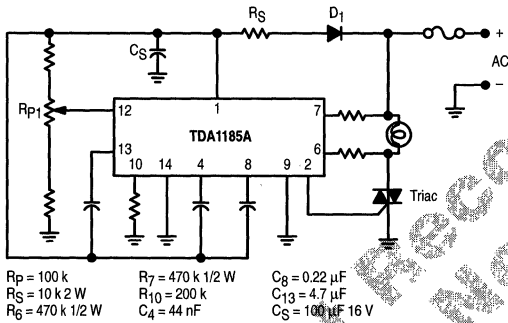 RS
D1
CS
+
AC
−
RP1
12
1
7
TDA1185A
13
6
10
14
4
8
9
2
Triac
RP = 100 k
RS = 10 k 2 W
R6 = 470 k 1/2 W
R7 = 470 k 1/2 W
R10 = 200 k
C4 = 44 nF
C8 = 0.22 µF
C13 = 4.7 µF
CS = 100 µF 16 V